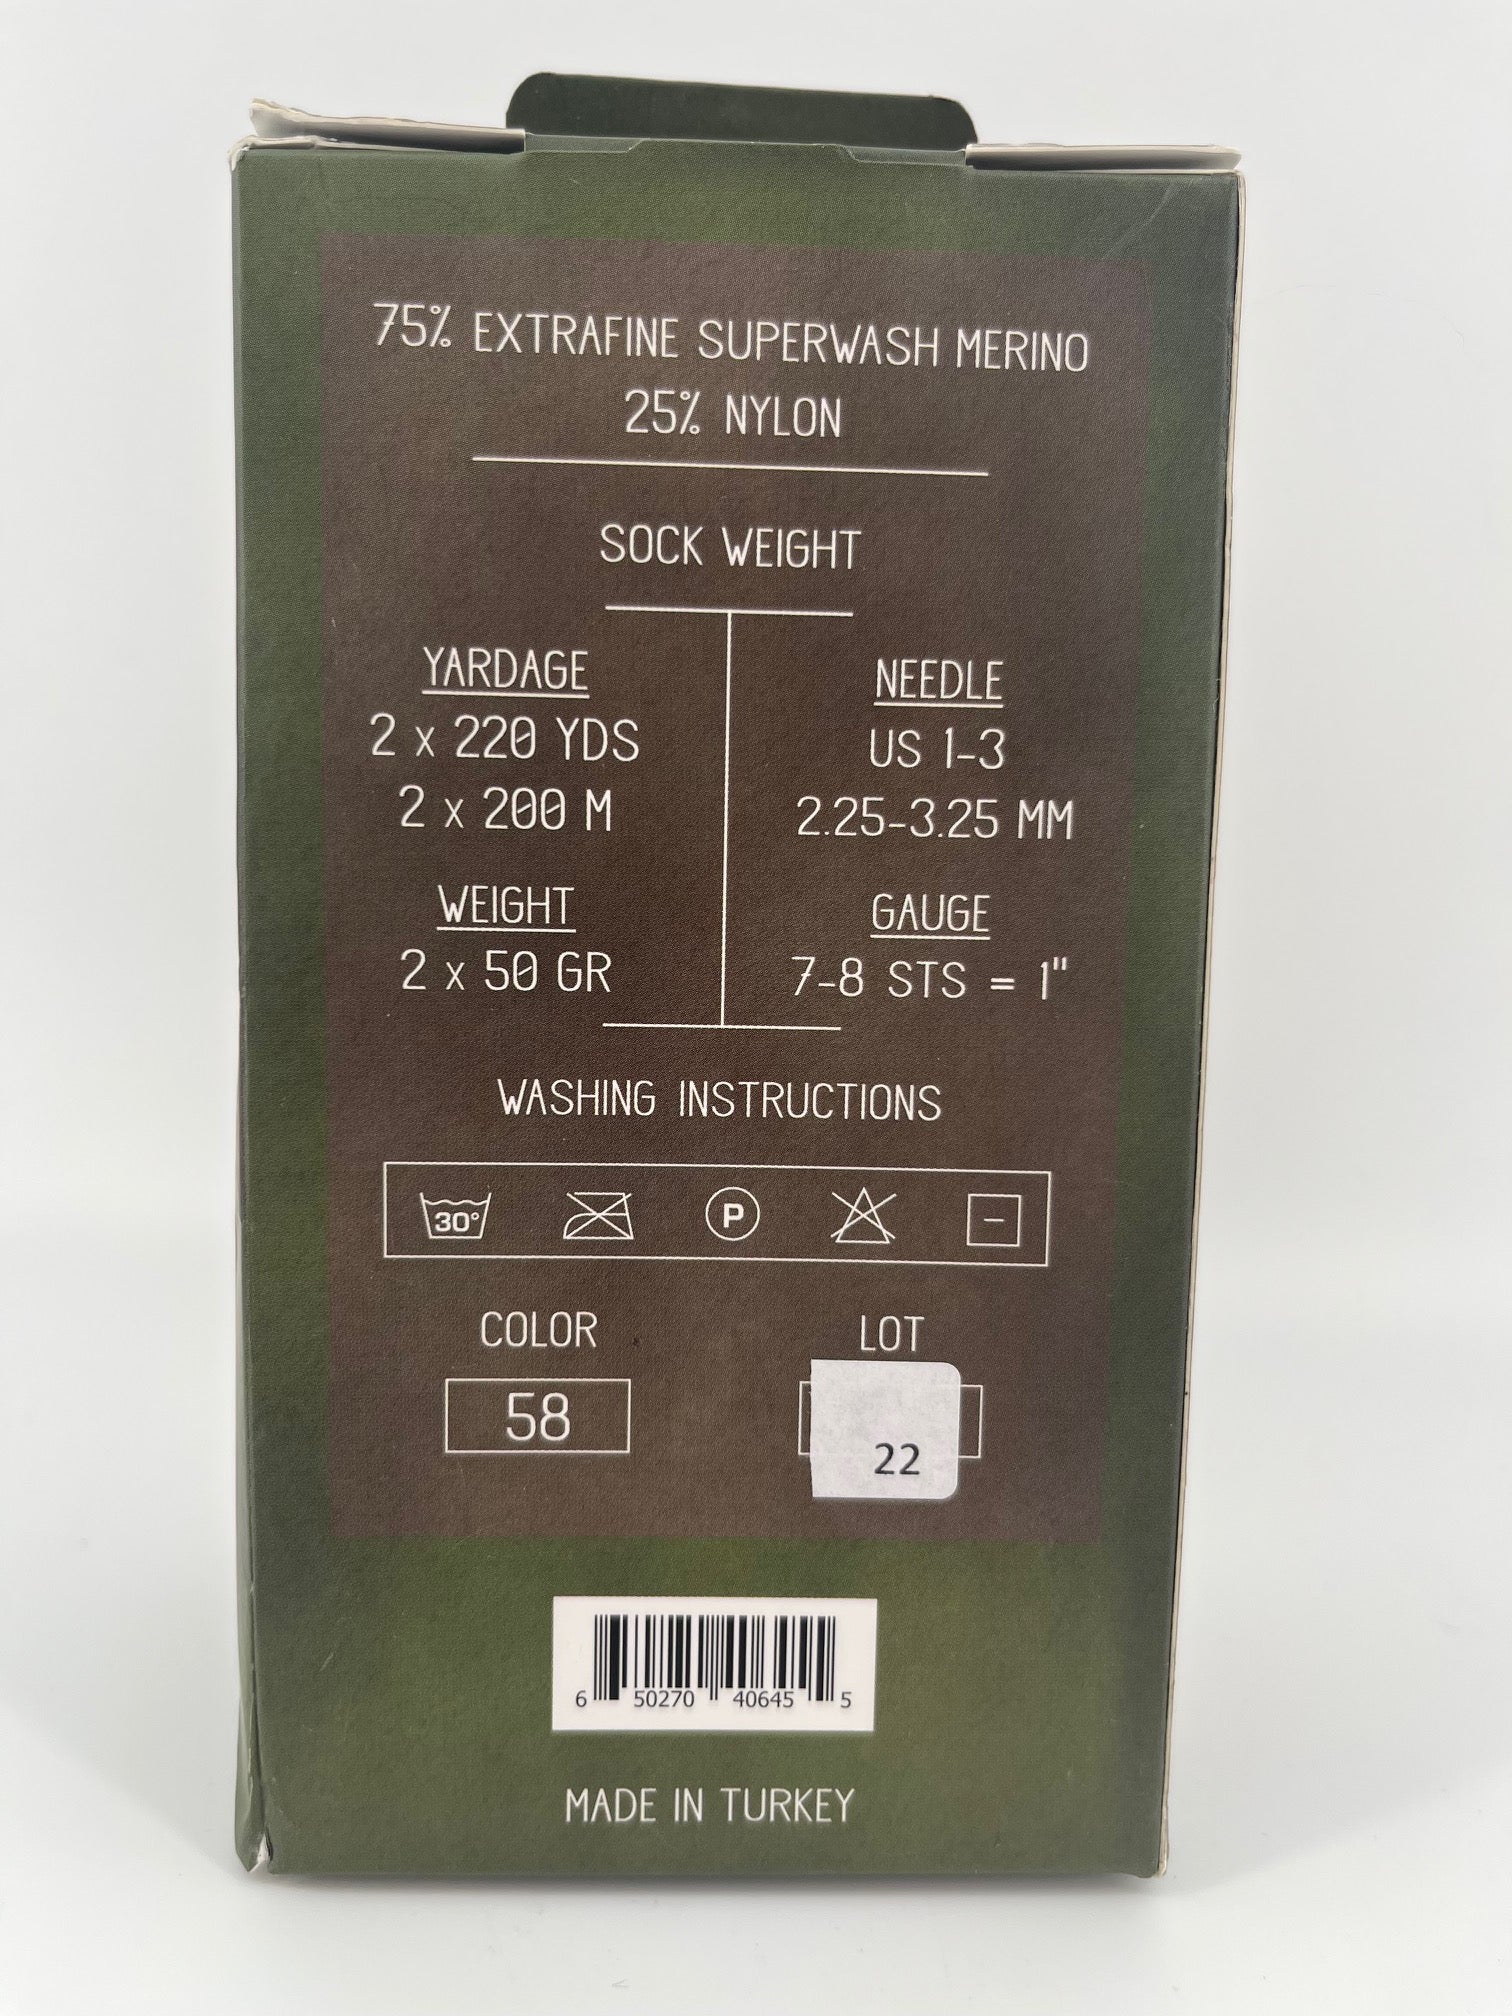 75% EXTRAFINE SUPERWASH MERINO
25% NYLON
SOCK WEIGHT
YARDAGE
2 x 220 YDS
2 x 200 M
WEIGHT
2 x 50 GR
NEEDLE
US 1-3
2.25-3.25 MM
GAUGE
7-8 STS = 1"
WASHING INSTRUCTIONS
30° P
COLOR
58
LOT
22
6 50270 40645 5
MADE IN TURKEY